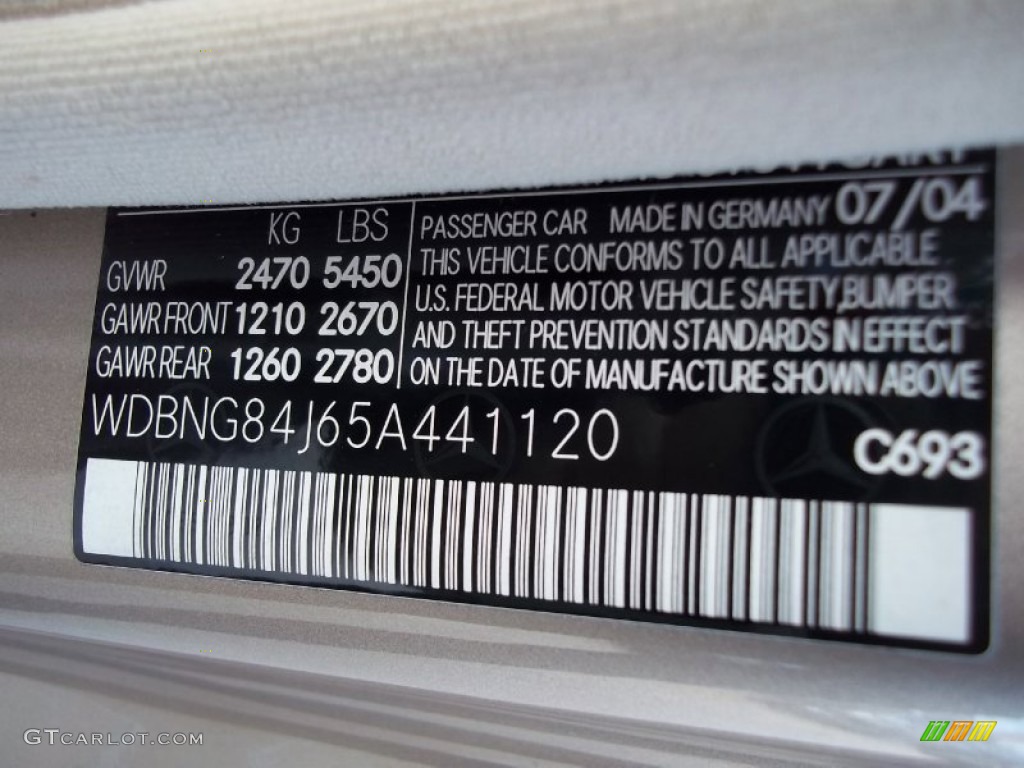 KG LBS
GVWR 2470 5450
GAWR FRONT 1210 2670
GAWR REAR 1260 2780
PASSENGER CAR MADE IN GERMANY 07/04
THIS VEHICLE CONFORMS TO ALL APPLICABLE
U.S. FEDERAL MOTOR VEHICLE SAFETY,BUMPER
AND THEFT PREVENTION STANDARDS IN EFFECT
ON THE DATE OF MANUFACTURE SHOWN ABOVE
WDBNG84J65A441120
C693
GTCARLOT.COM